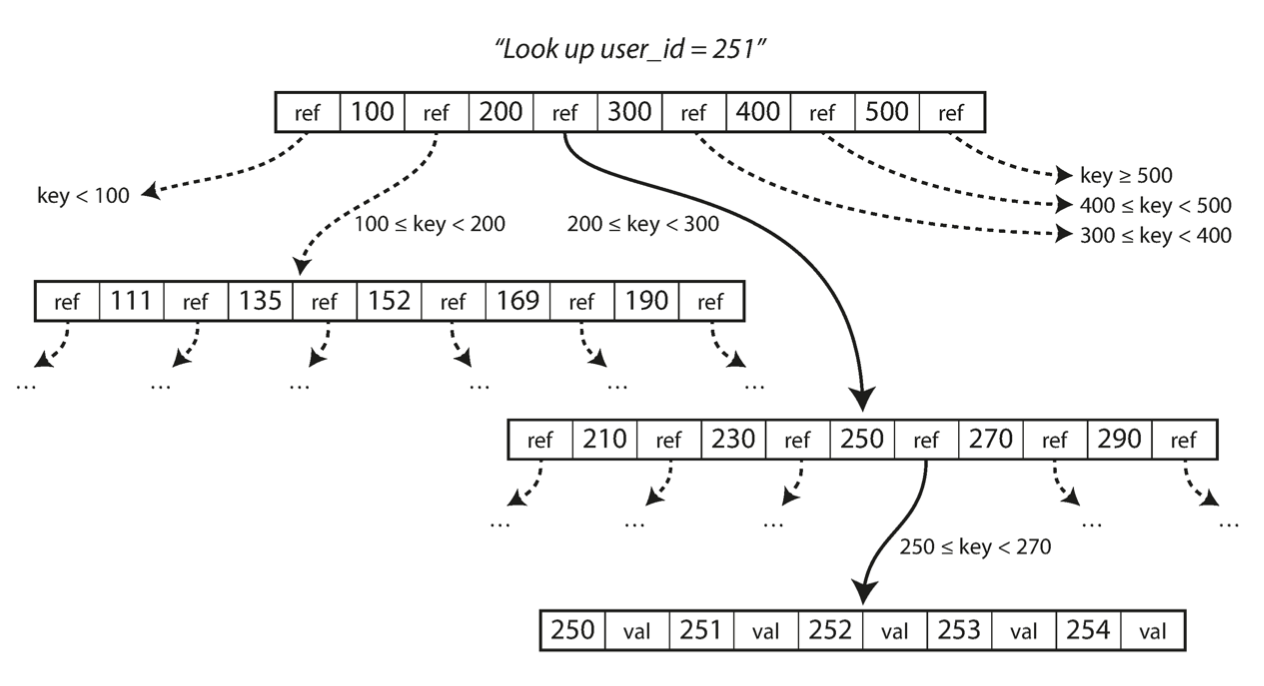 “Look up user_id = 251”
ref 100 ref 200 ref 300 ref 400 ref 500 ref
key < 100
key ≥ 500
400 ≤ key < 500
300 ≤ key < 400
100 ≤ key < 200
200 ≤ key < 300
ref 111 ref 135 ref 152 ref 169 ref 190 ref
... ... ... ... ... ...
ref 210 ref 230 ref 250 ref 270 ref 290 ref
... ... ... ... ...
250 ≤ key < 270
250 val 251 val 252 val 253 val 254 val